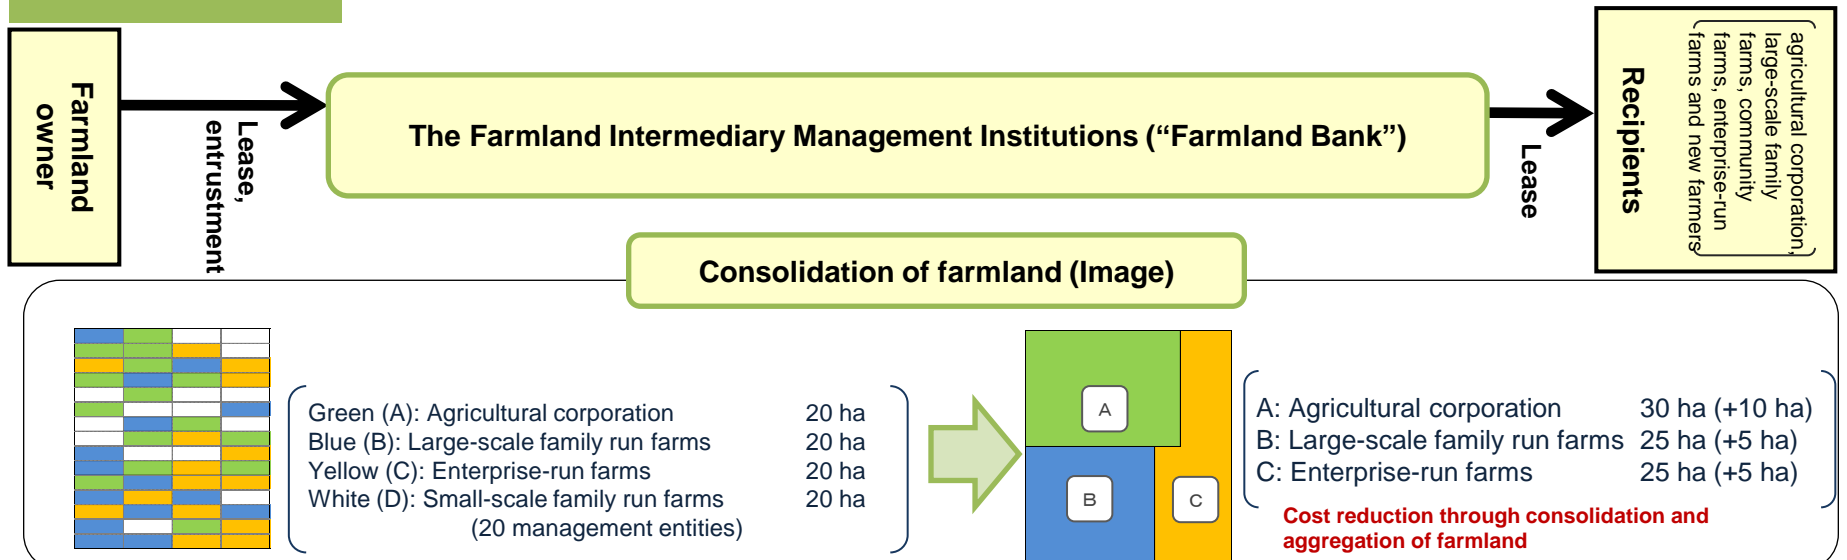 Farmland
owner
Lease,
entrustment
The Farmland Intermediary Management Institutions (“Farmland Bank”)
Lease
Recipients
agricultural corporation,
large-scale family
farms, community
farms, enterprise-run
farms and new farmers
Consolidation of farmland (Image)
Green (A): Agricultural corporation 20 ha
Blue (B): Large-scale family run farms 20 ha
Yellow (C): Enterprise-run farms 20 ha
White (D): Small-scale family run farms 20 ha
(20 management entities)
A
B
C
A: Agricultural corporation 30 ha (+10 ha)
B: Large-scale family run farms 25 ha (+5 ha)
C: Enterprise-run farms 25 ha (+5 ha)
Cost reduction through consolidation and
aggregation of farmland